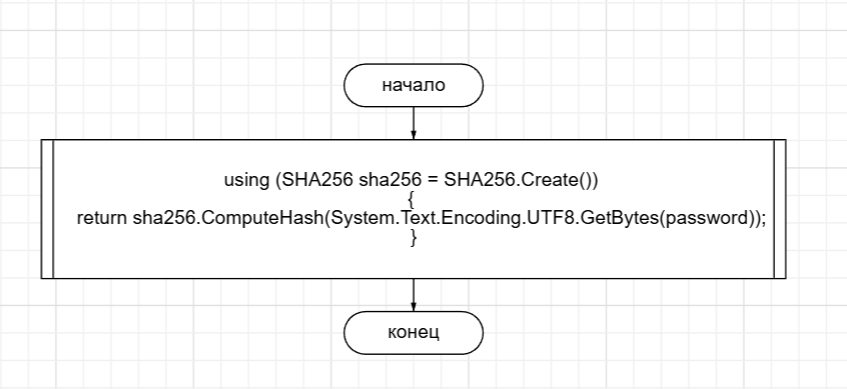 начало
using (SHA256 sha256 = SHA256.Create())
{
return sha256.ComputeHash(System.Text.Encoding.UTF8.GetBytes(password));
}
конец